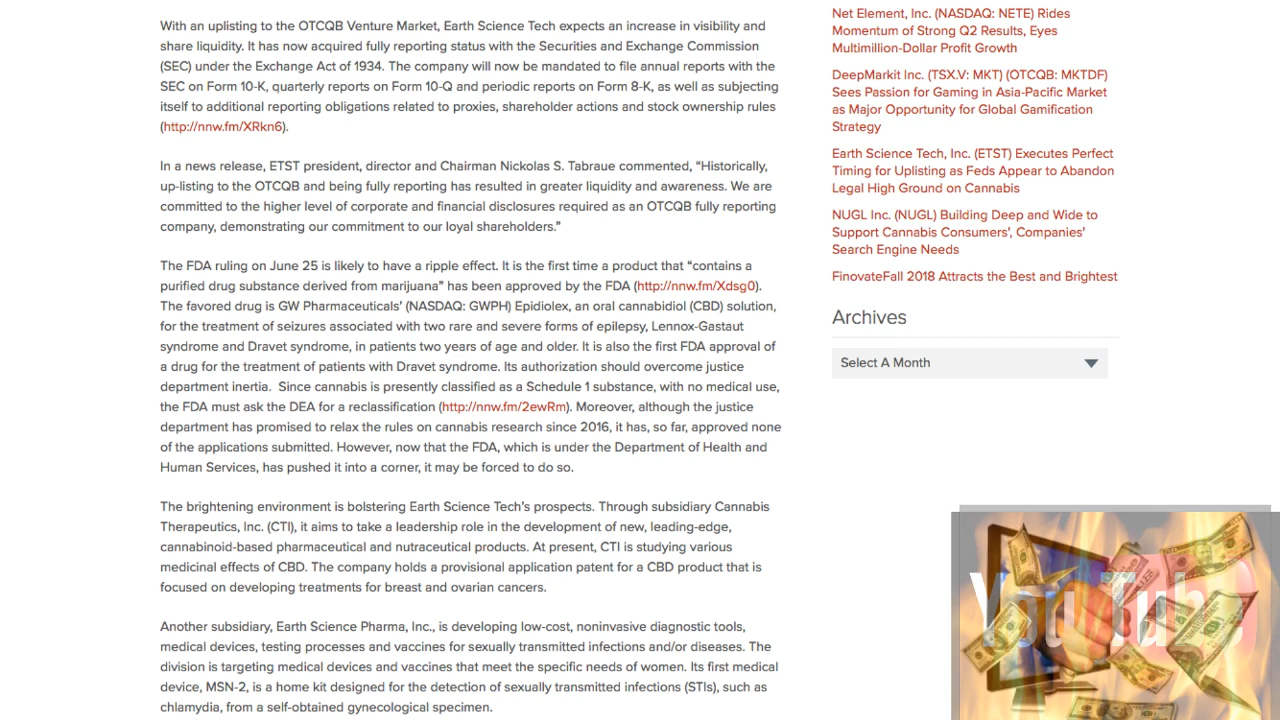 With an uplisting to the OTCQB Venture Market, Earth Science Tech expects an increase in visibility and
share liquidity. It has now acquired fully reporting status with the Securities and Exchange Commission
(SEC) under the Exchange Act of 1934. The company will now be mandated to file annual reports with the
SEC on Form 10-K, quarterly reports on Form 10-Q and periodic reports on Form 8-K, as well as subjecting
itself to additional reporting obligations related to proxies, shareholder actions and stock ownership rules
(http://nnw.fm/XRkn6).
In a news release, ETST president, director and Chairman Nickolas S. Tabraue commented, “Historically,
up-listing to the OTCQB and being fully reporting has resulted in greater liquidity and awareness. We are
committed to the higher level of corporate and financial disclosures required as an OTCQB fully reporting
company, demonstrating our commitment to our loyal shareholders.”
The FDA ruling on June 25 is likely to have a ripple effect. It is the first time a product that “contains a
purified drug substance derived from marijuana” has been approved by the FDA (http://nnw.fm/Xdsg0).
The favored drug is GW Pharmaceuticals’ (NASDAQ: GWPH) Epidiolex, an oral cannabidiol (CBD) solution,
for the treatment of seizures associated with two rare and severe forms of epilepsy, Lennox-Gastaut
syndrome and Dravet syndrome, in patients two years of age and older. It is also the first FDA approval of
a drug for the treatment of patients with Dravet syndrome. Its authorization should overcome justice
department inertia.  Since cannabis is presently classified as a Schedule 1 substance, with no medical use,
the FDA must ask the DEA for a reclassification (http://nnw.fm/2ewRm). Moreover, although the justice
department has promised to relax the rules on cannabis research since 2016, it has, so far, approved none
of the applications submitted. However, now that the FDA, which is under the Department of Health and
Human Services, has pushed it into a corner, it may be forced to do so.
The brightening environment is bolstering Earth Science Tech’s prospects. Through subsidiary Cannabis
Therapeutics, Inc. (CTI), it aims to take a leadership role in the development of new, leading-edge,
cannabinoid-based pharmaceutical and nutraceutical products. At present, CTI is studying various
medicinal effects of CBD. The company holds a provisional application patent for a CBD product that is
focused on developing treatments for breast and ovarian cancers.
Another subsidiary, Earth Science Pharma, Inc., is developing low-cost, noninvasive diagnostic tools,
medical devices, testing processes and vaccines for sexually transmitted infections and/or diseases. The
division is targeting medical devices and vaccines that meet the specific needs of women. Its first medical
device, MSN-2, is a home kit designed for the detection of sexually transmitted infections (STIs), such as
chlamydia, from a self-obtained gynecological specimen.
Net Element, Inc. (NASDAQ: NETE) Rides
Momentum of Strong Q2 Results, Eyes
Multimillion-Dollar Profit Growth
DeepMarkit Inc. (TSX.V: MKT) (OTCQB: MKTDF)
Sees Passion for Gaming in Asia-Pacific Market
as Major Opportunity for Global Gamification
Strategy
Earth Science Tech, Inc. (ETST) Executes Perfect
Timing for Uplisting as Feds Appear to Abandon
Legal High Ground on Cannabis
NUGL Inc. (NUGL) Building Deep and Wide to
Support Cannabis Consumers’, Companies’
Search Engine Needs
FinovateFall 2018 Attracts the Best and Brightest
Archives
Select A Month
YouTube